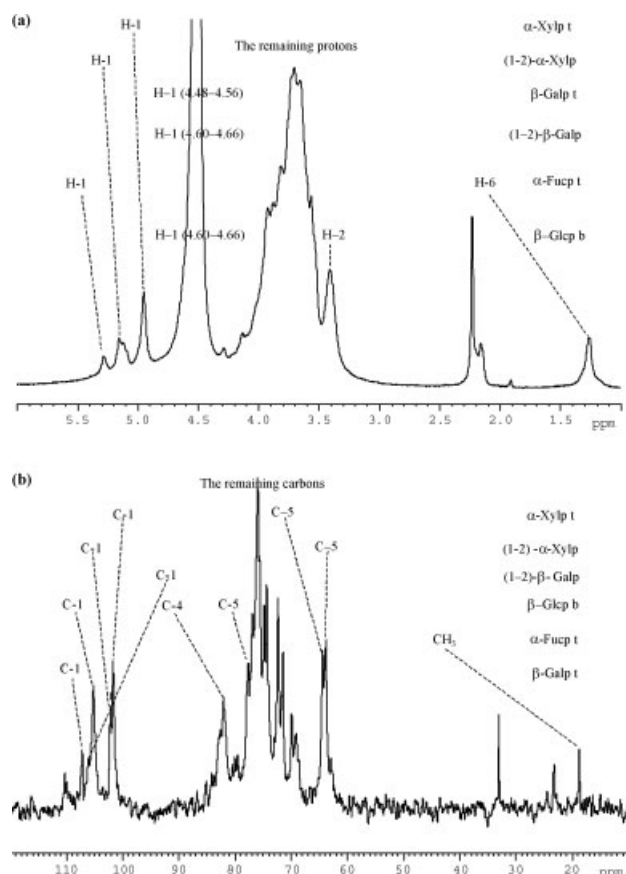 (a)
H-1
The remaining protons
α-Xylp t
H-1
(1-2)-α-Xylp
H–1 (4.48–4.56)
β-Galp t
H–1 (4.60–4.66)
(1–2)-β-Galp
H-1
H-6
α-Fucp t
H–1 (4.60–4.66)
H–2
β–Glcp b
5.5 5.0 4.5 4.0 3.5 3.0 2.5 2.0 1.5 ppm
(b)
The remaining carbons
C-1
C–5
α-Xylp t
C-1
C–5
(1-2) -α-Xylp
C-1
(1–2)-β- Galp
C-1
C-4
C-5
β-Glcp b
CH3
α-Fucp t
C-1
β-Galp t
110 100 90 80 70 60 50 40 30 20 ppm